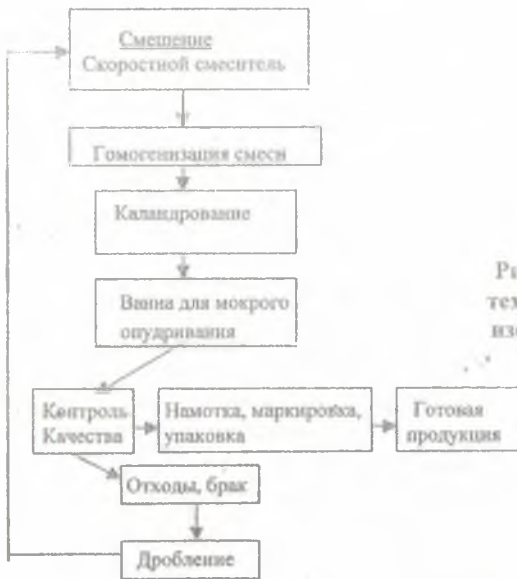 Смешение
Скоростной смеситель
Гомогенизация смеси
Каландрование
Ванна для мокрого
опудривания
Контроль
Качества
Намотка, маркировка,
упаковка
Готовая
продукция
Отходы, брак
Дробление